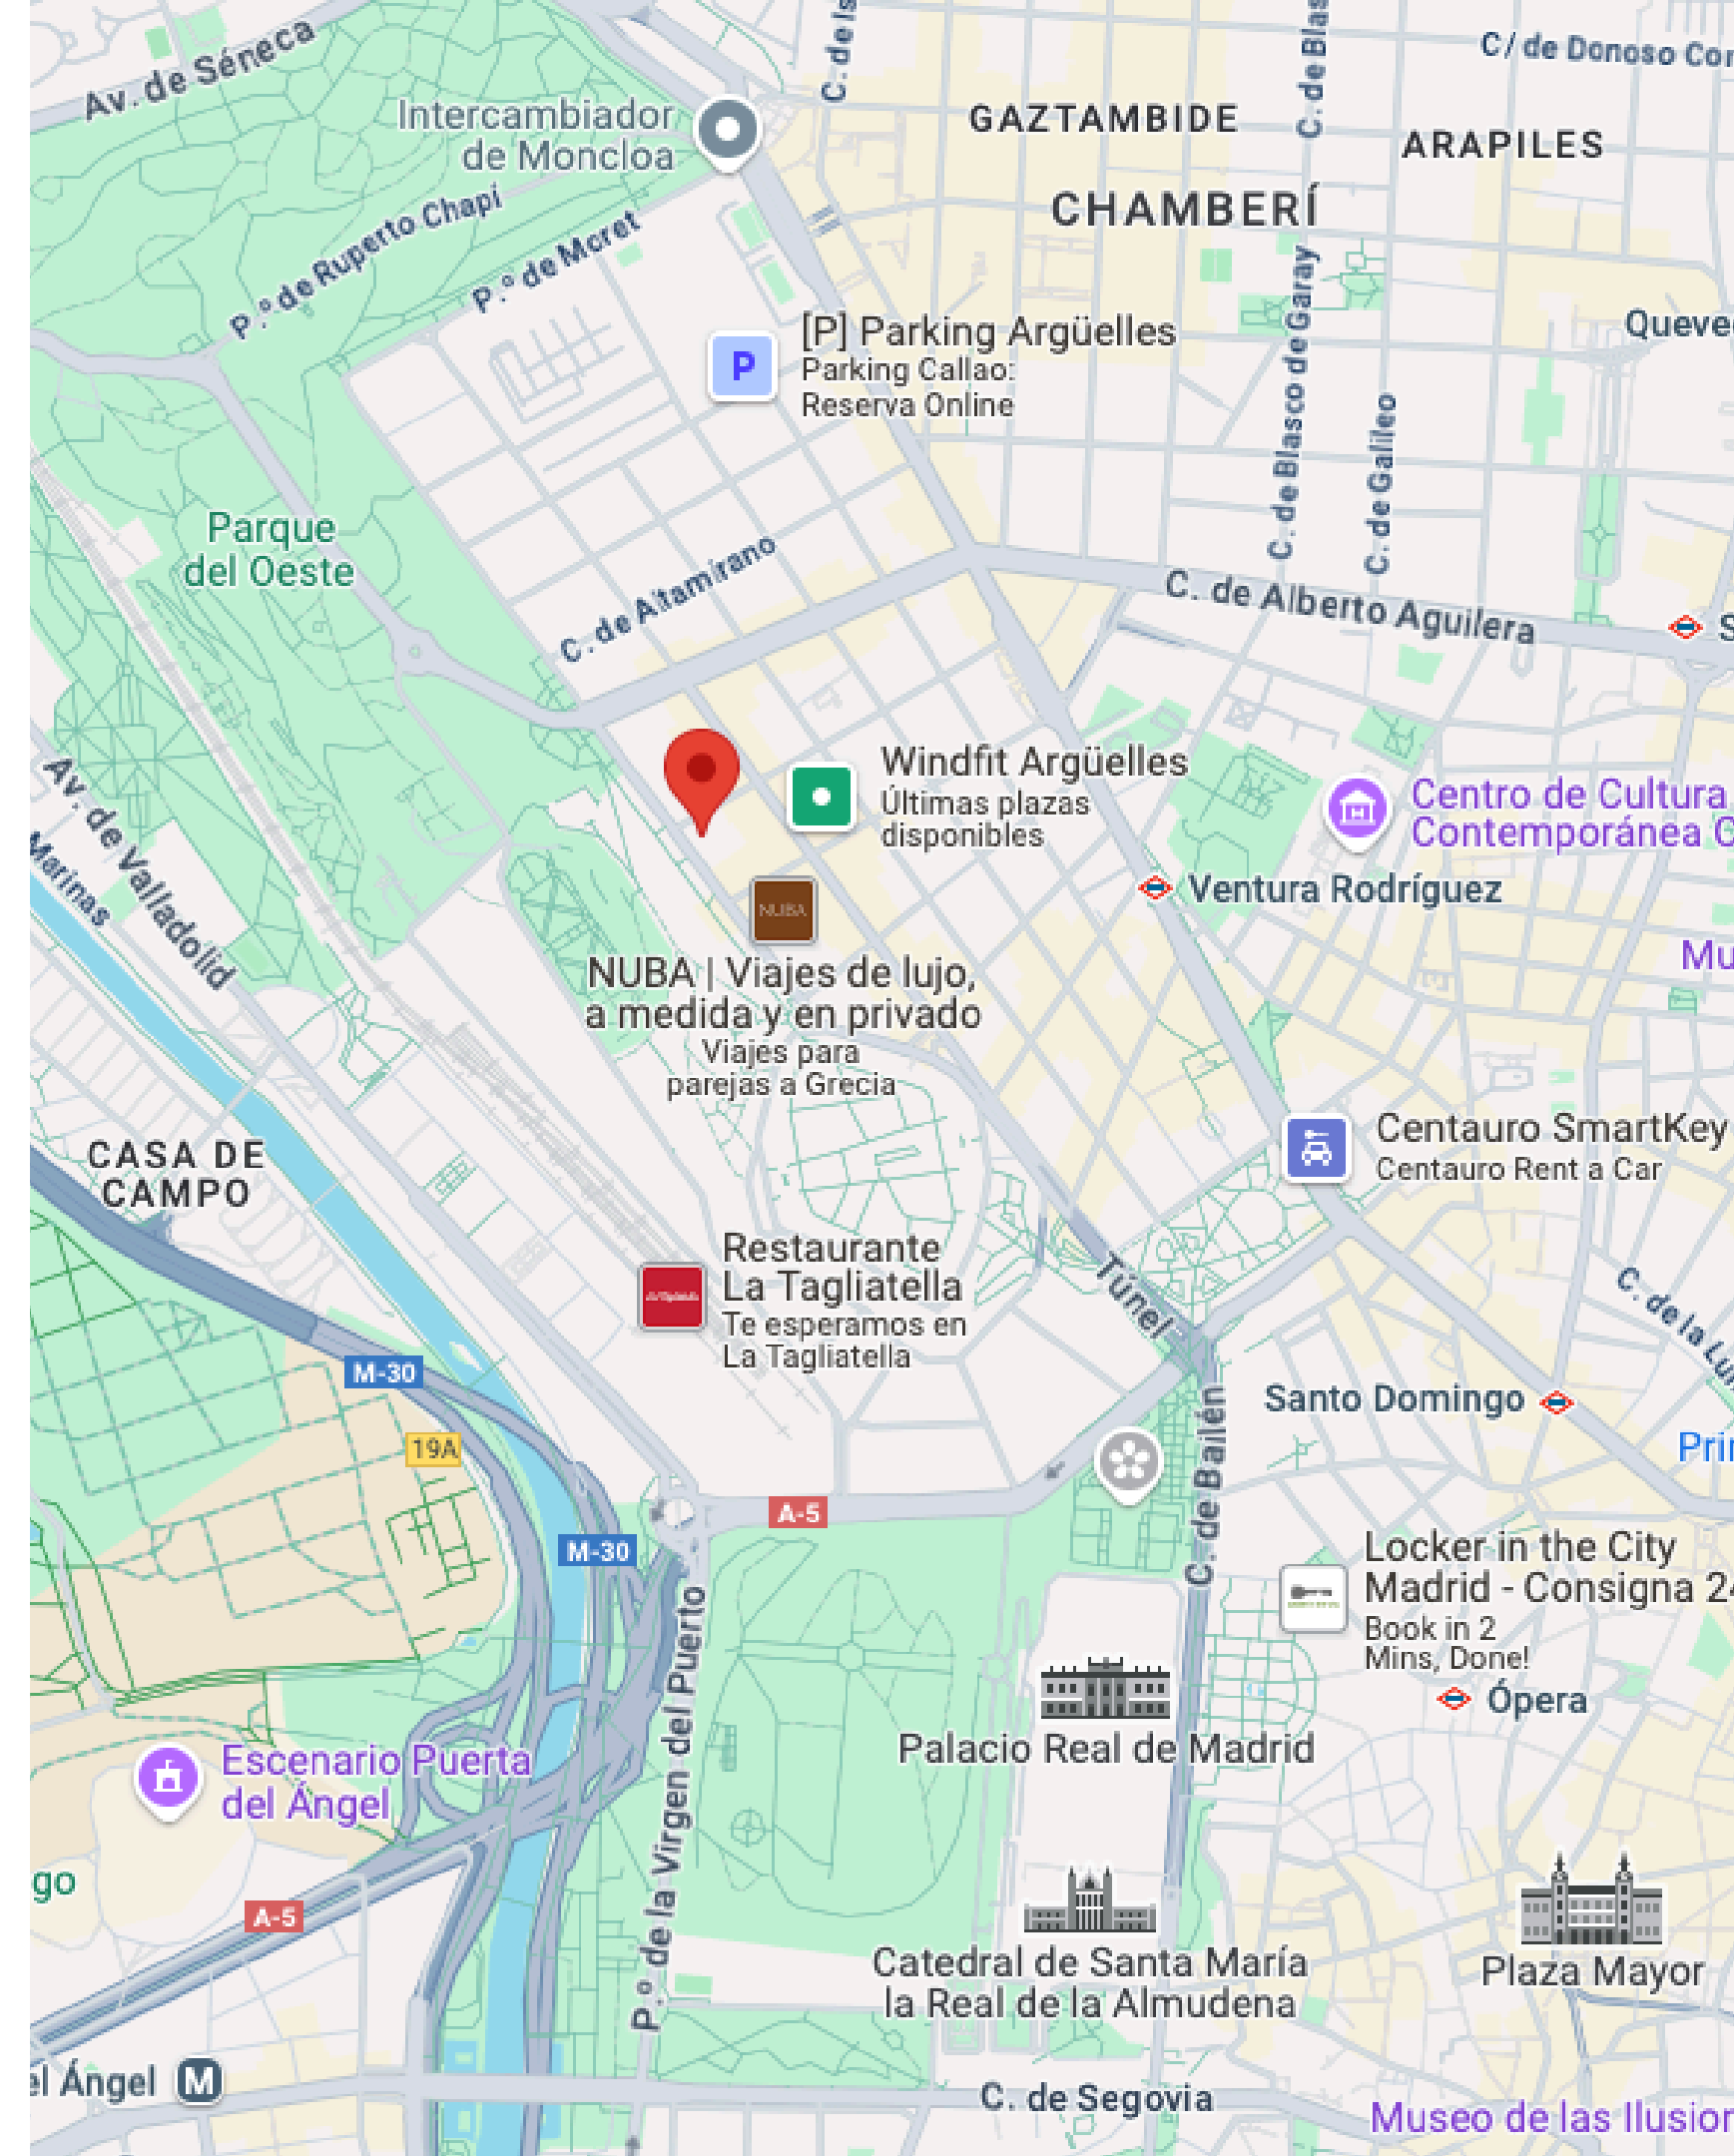 Av. de Séneca
C. de Is
C. de Blas
C/ de Donoso Cor
Intercambiador
de Moncloa
GAZTAMBIDE
ARAPILES
CHAMBERÍ
P.º de Ruperto Chapí
P.º de Moret
[P] Parking Argüelles
Parking Callao:
Reserva Online
P
C. de Blasco de Garay
C. de Galileo
Queve
Parque
del Oeste
C. de Altamirano
C. de Alberto Aguilera
S
Av. de Valladolid
Marinas
Windfit Argüelles
Últimas plazas
disponibles
Centro de Cultura
Contemporánea C
Ventura Rodríguez
NUBA
Mu
NUBA | Viajes de lujo,
a medida y en privado
Viajes para
parejas a Grecia
CASA DE
CAMPO
Centauro SmartKey
Centauro Rent a Car
Restaurante
La Tagliatella
Te esperamos en
La Tagliatella
Túnel
C. de la Lun
M-30
19A
Santo Domingo
Pri
C. de Bailén
A-5
M-30
Locker in the City
Madrid - Consigna 24
Book in 2
Mins, Done!
P.º de la Virgen del Puerto
Ópera
Palacio Real de Madrid
Escenario Puerta
del Ángel
go
A-5
Catedral de Santa María
la Real de la Almudena
Plaza Mayor
el Ángel M
C. de Segovia
Museo de las Ilusior